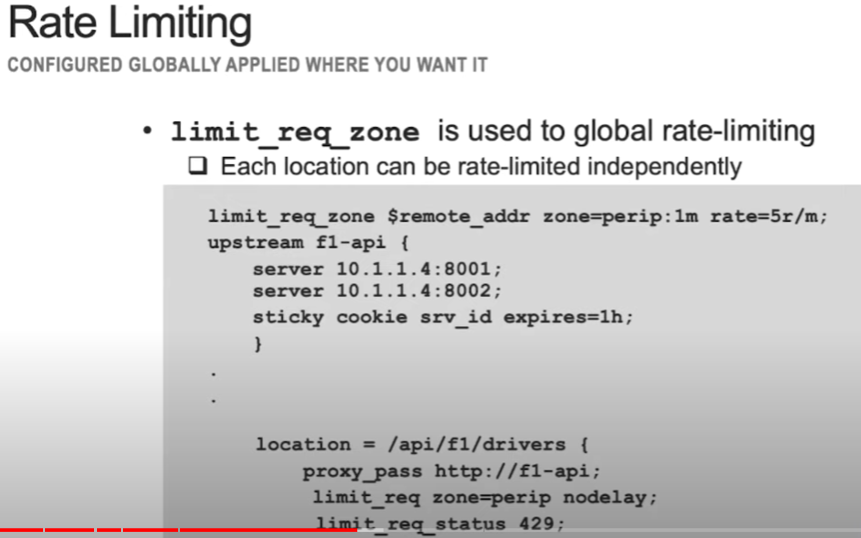 Rate Limiting
CONFIGURED GLOBALLY APPLIED WHERE YOU WANT IT
• limit_req_zone is used to global rate-limiting
❑ Each location can be rate-limited independently
limit_req_zone $remote_addr zone=perip:1m rate=5r/m;
upstream f1-api {
server 10.1.1.4:8001;
server 10.1.1.4:8002;
sticky cookie srv_id expires=1h;
}
.
.
location = /api/f1/drivers {
proxy_pass http://f1-api;
limit_req zone=perip nodelay;
limit_req_status 429;